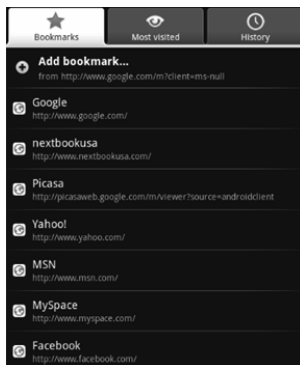 Bookmarks
Most visited
History
Add bookmark...
from http://www.google.com/m?client=ms-null
Google
http://www.google.com/
nextbookusa
http://www.nextbookusa.com/
Picasa
http://picasaweb.google.com/m/viewer?source=androidclient
Yahoo!
http://www.yahoo.com/
MSN
http://www.msn.com/
MySpace
http://www.myspace.com/
Facebook
http://www.facebook.com/